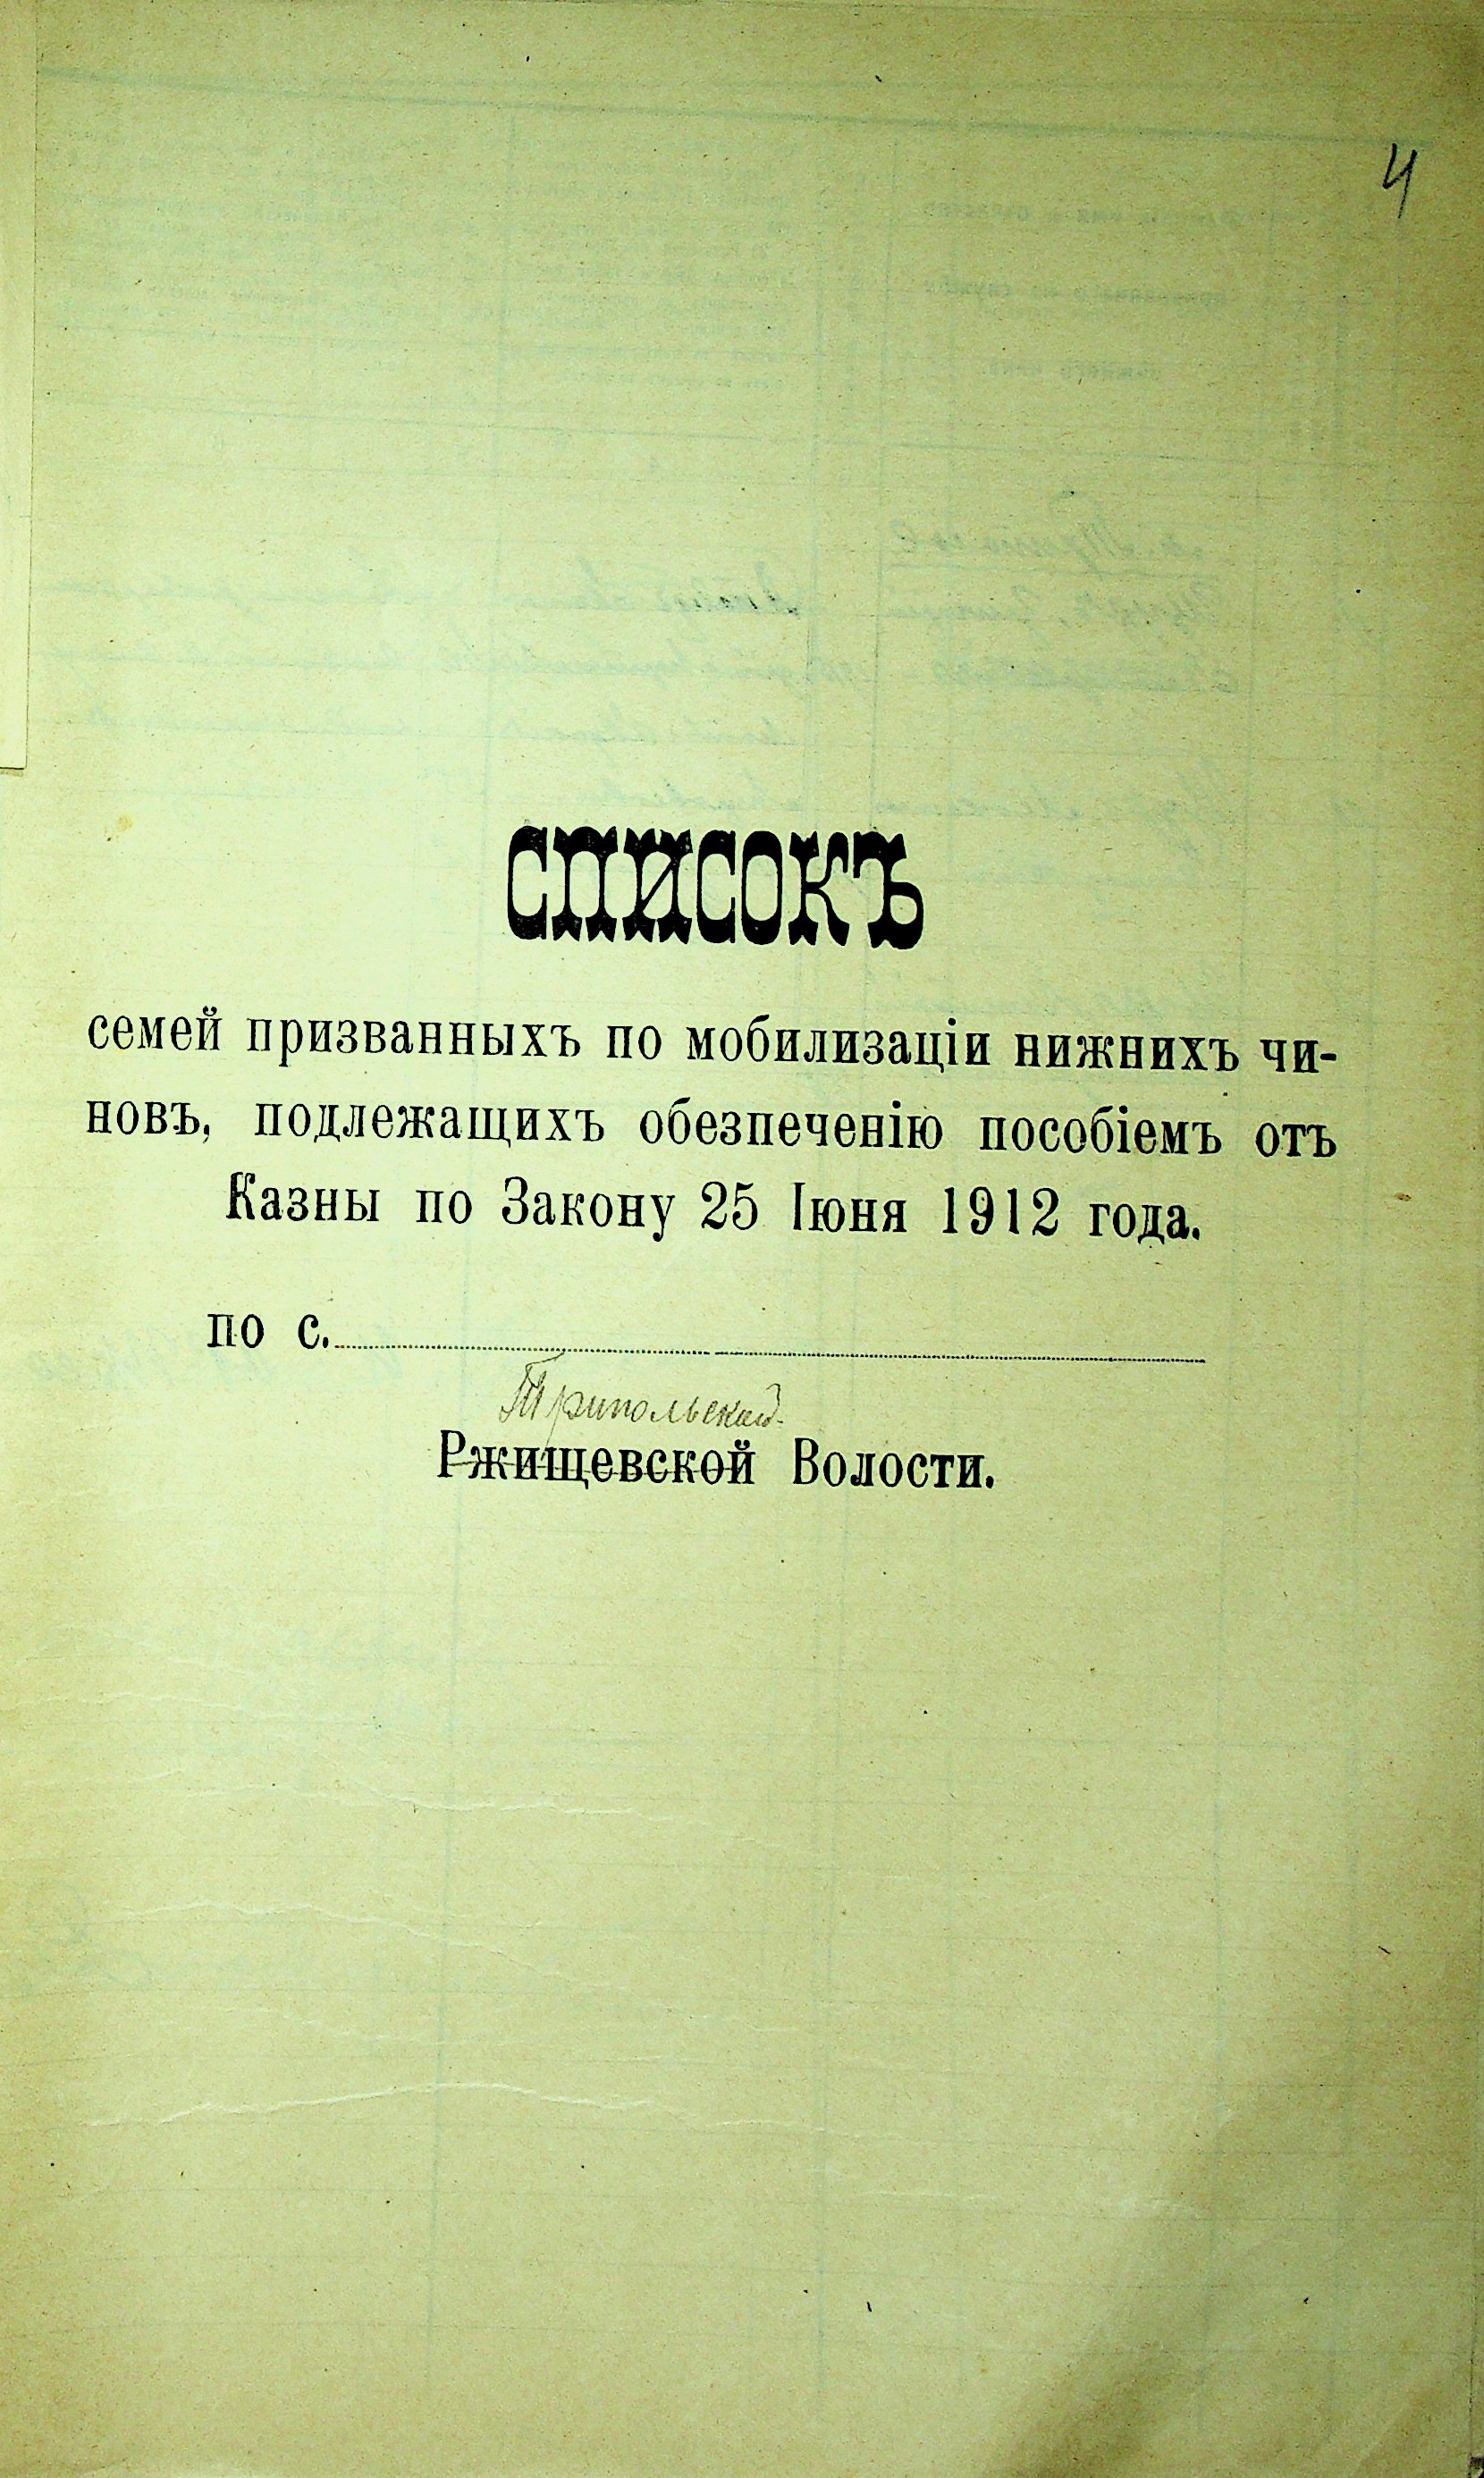 4
СПИСОКЪ
семей призванныхъ по мобилизаціи нижнихъ чи-
новъ, подлежащихъ обезпеченію пособіемъ отъ
Казны по Закону 25 Іюня 1912 года.
по с.
Трипольской
Ржищевской Волости.